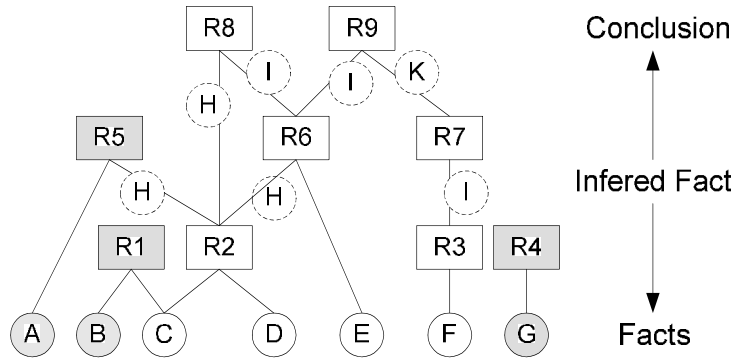 R8
R9
Conclusion
I
I
K
H
R5
R6
R7
H
H
I
Infered Fact
R1
R2
R3
R4
A
B
C
D
E
F
G
Facts